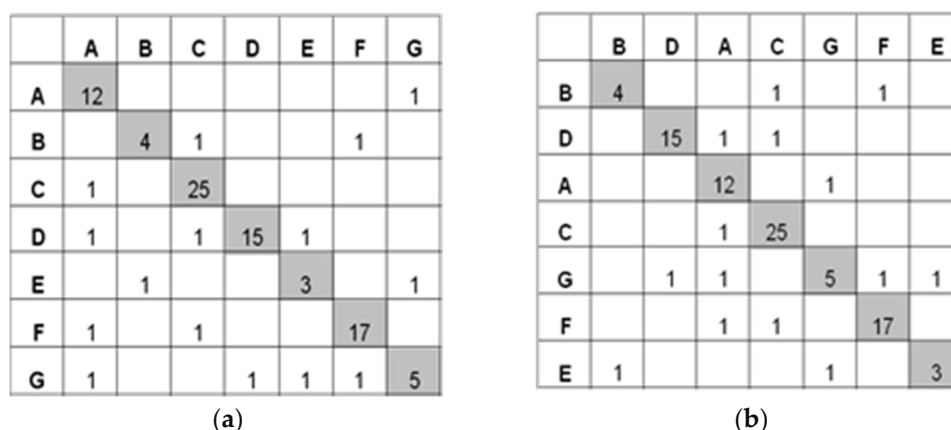 A B C D E F G
A 12 1
B 4 1 1
C 1 25
D 1 1 15 1
E 1 3 1
F 1 1 17
G 1 1 1 1 5
(a)
B D A C G F E
B 4 1 1
D 15 1 1
A 12 1
C 1 25
G 1 1 5 1 1
F 1 1 17
E 1 1 3
(b)